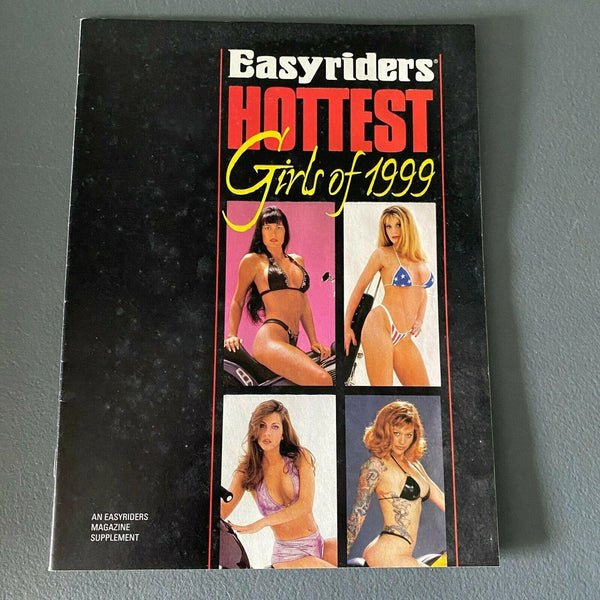 Easyriders®
HOTTEST
Girls of 1999
AN EASYRIDERS
MAGAZINE
SUPPLEMENT